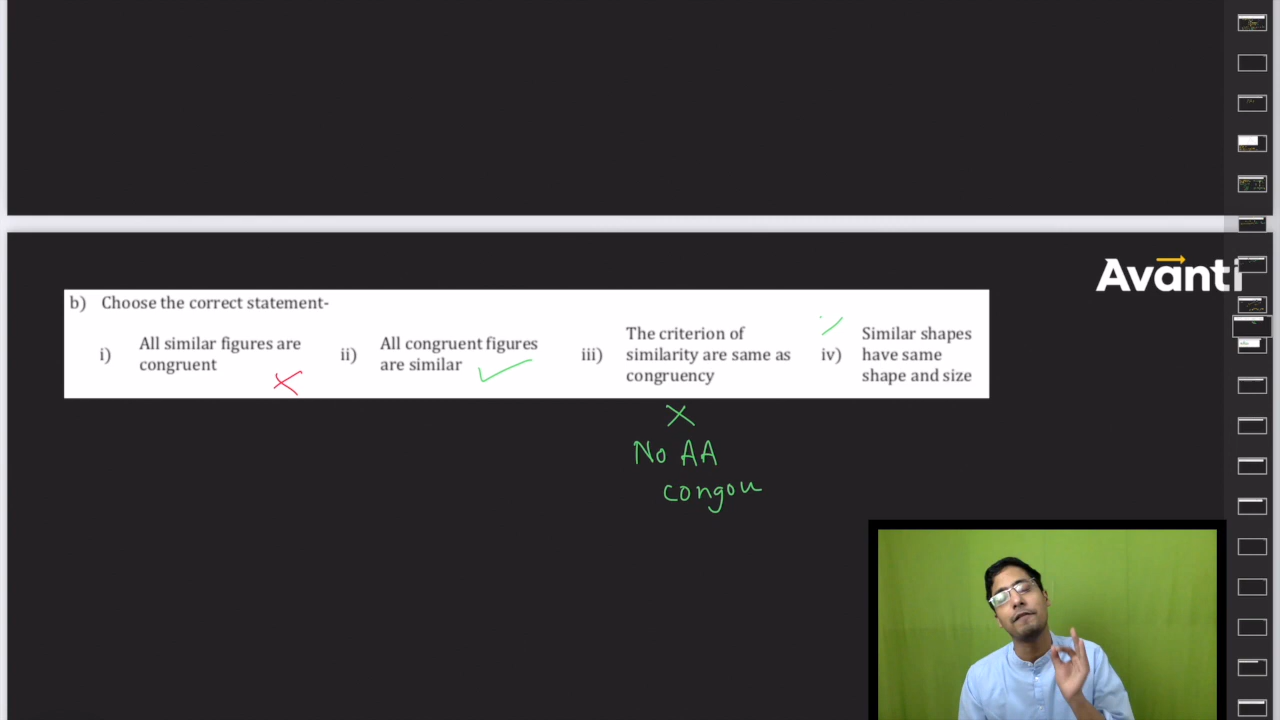 Avanti
b) Choose the correct statement-
i) All similar figures are congruent
ii) All congruent figures are similar
iii) The criterion of similarity are same as congruency
iv) Similar shapes have same shape and size
No AA
congou